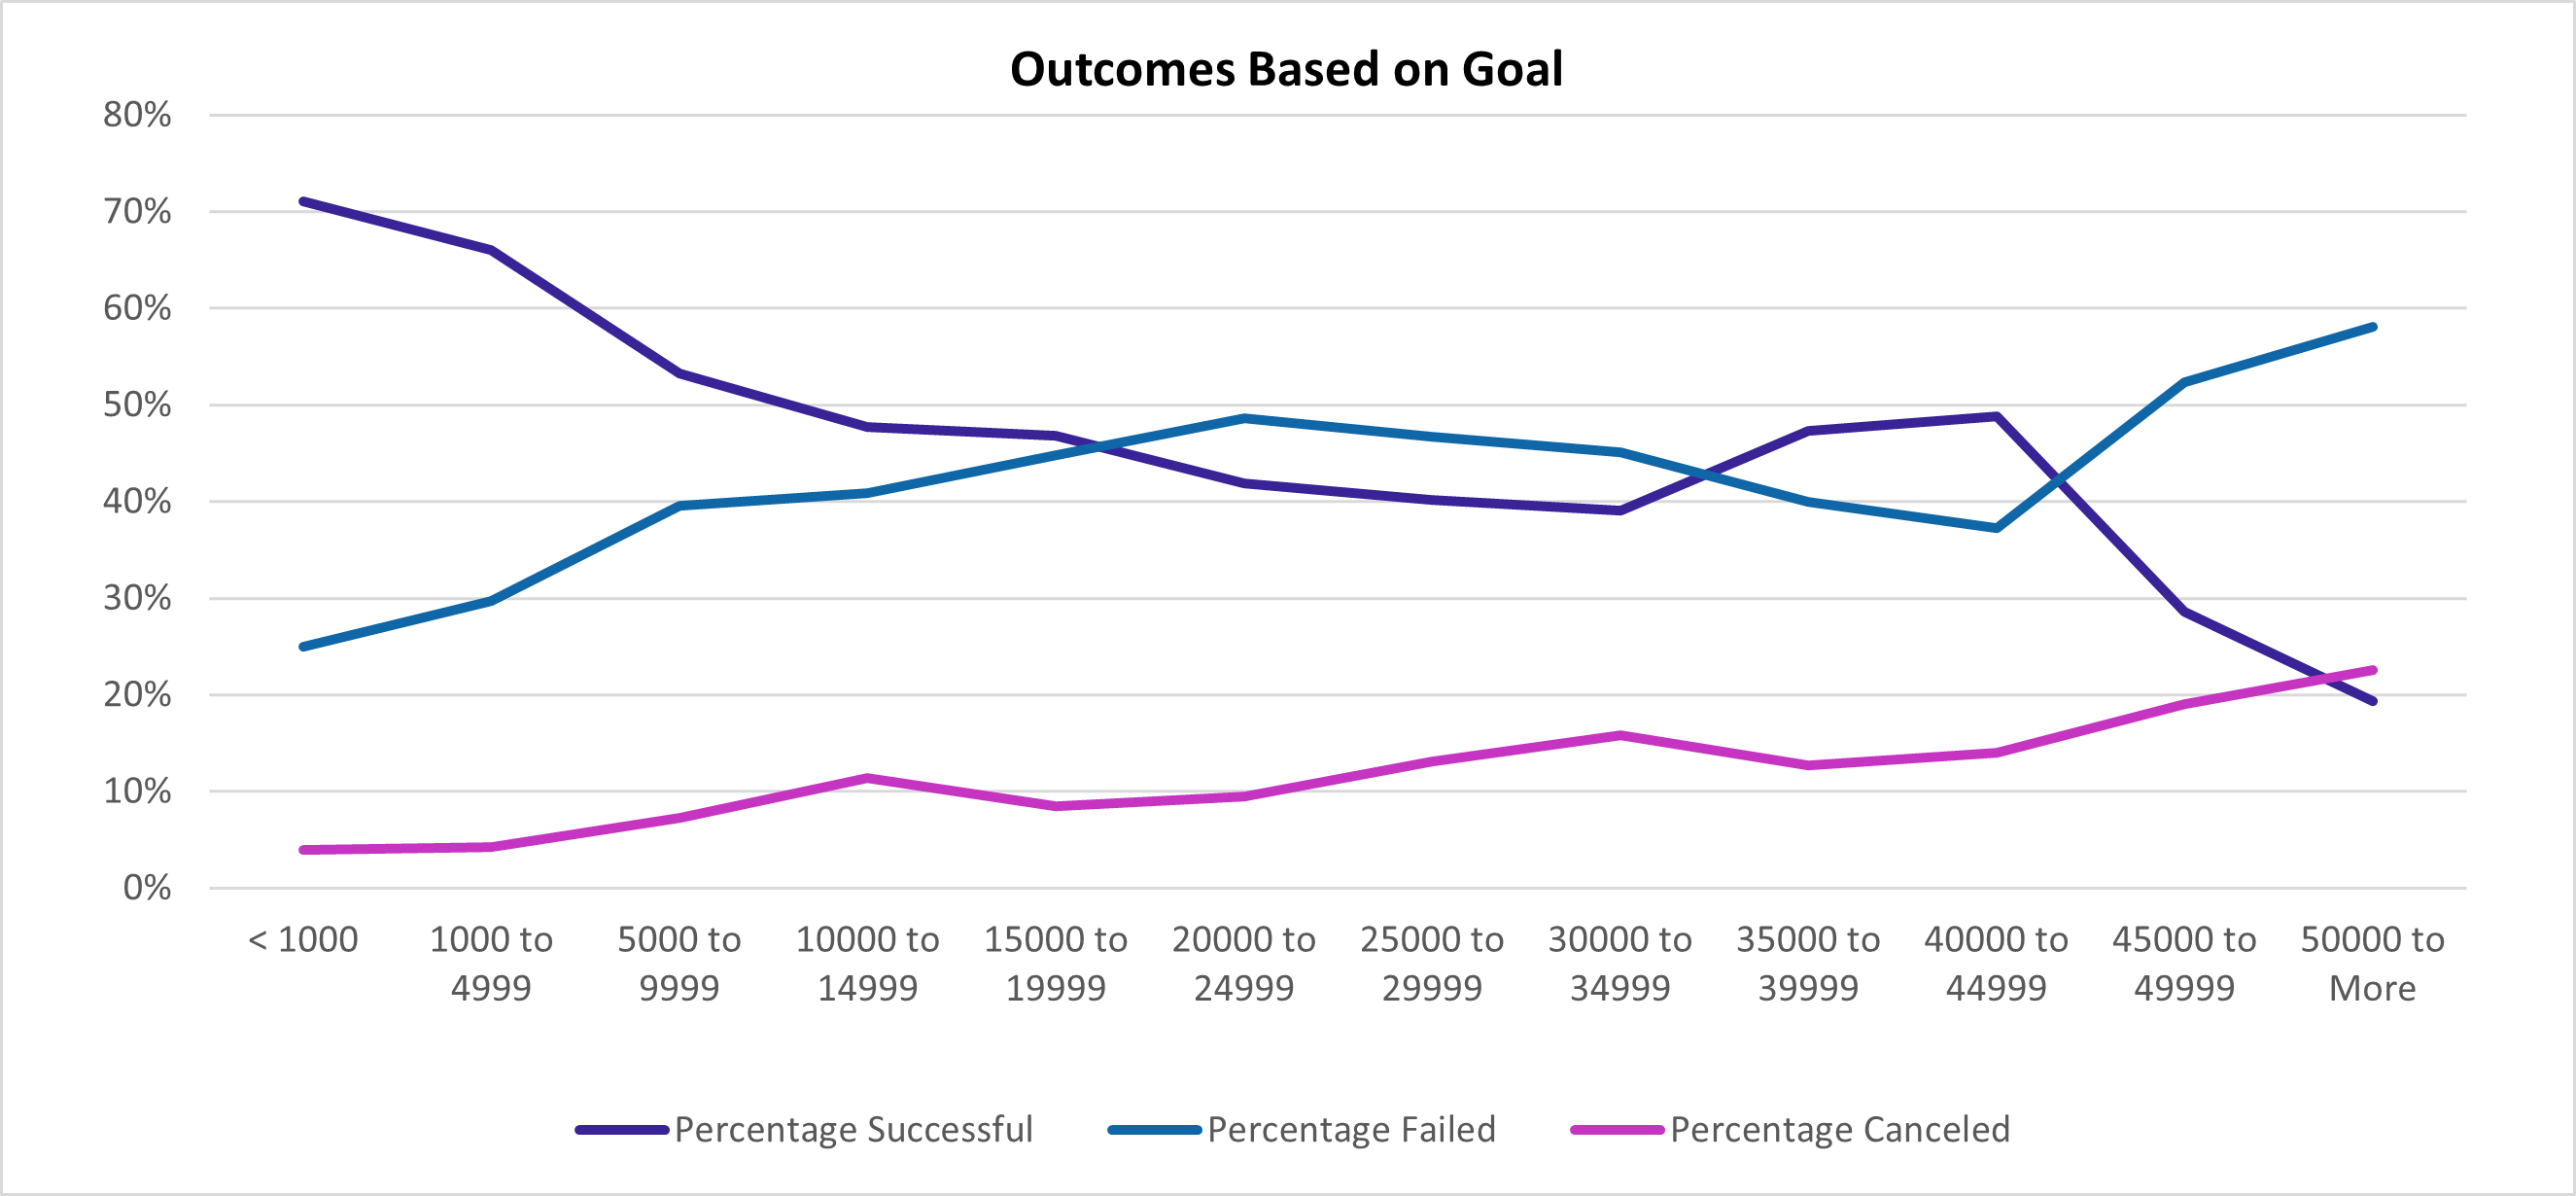 Outcomes Based on Goal
80%
70%
60%
50%
40%
30%
20%
10%
0%
< 1000
1000 to
4999
5000 to
9999
10000 to
14999
15000 to
19999
20000 to
24999
25000 to
29999
30000 to
34999
35000 to
39999
40000 to
44999
45000 to
49999
50000 to
More
Percentage Successful
Percentage Failed
Percentage Canceled